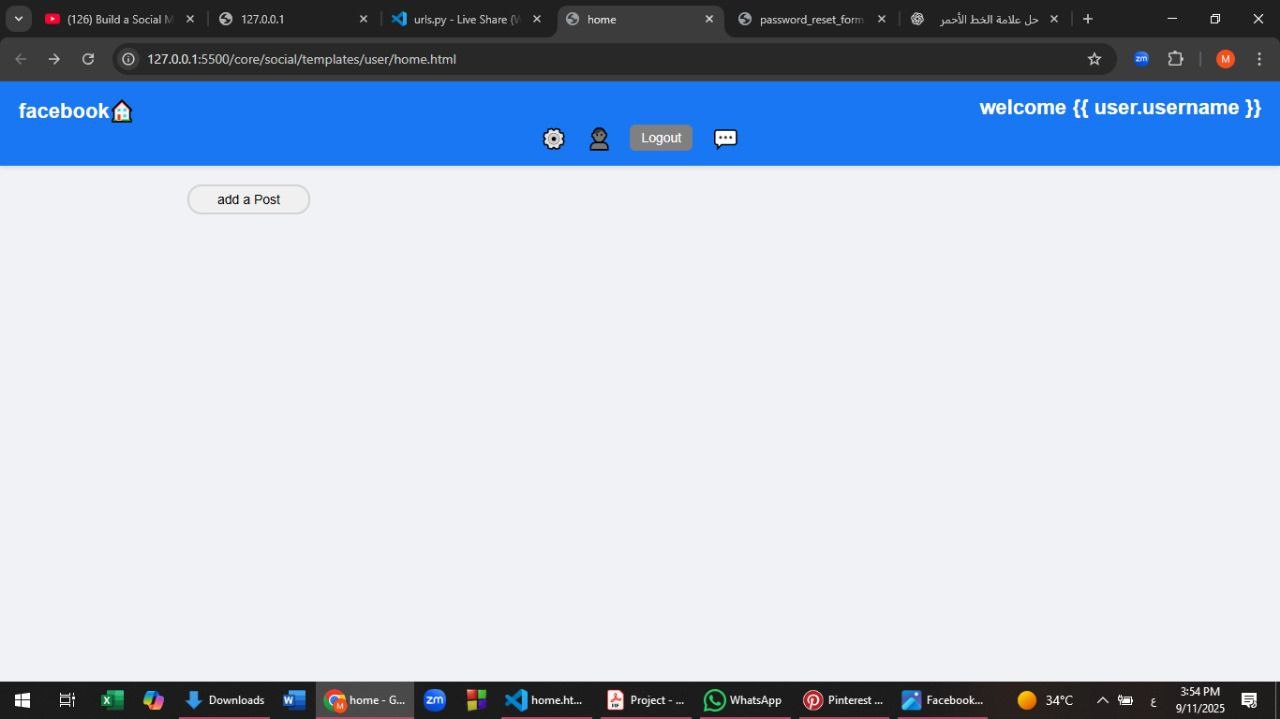 (126) Build a Social M
127.0.0.1
urls.py - Live Share (W
home
password_reset_form
حل علامة الخط الأحمر
127.0.0.1:5500/core/social/templates/user/home.html
zm
M
facebook
welcome {{ user.username }}
Logout
add a Post
Downloads
home - G...
zm
home.ht...
Project - ...
WhatsApp
Pinterest ...
Facebook...
34°C
ع
3:54 PM
9/11/2025